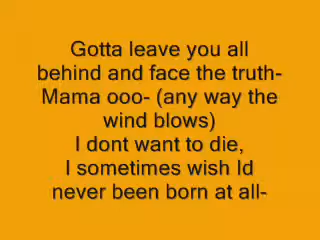 Gotta leave you all
behind and face the truth-
Mama ooo- (any way the
wind blows)
I dont want to die,
I sometimes wish Id
never been born at all-